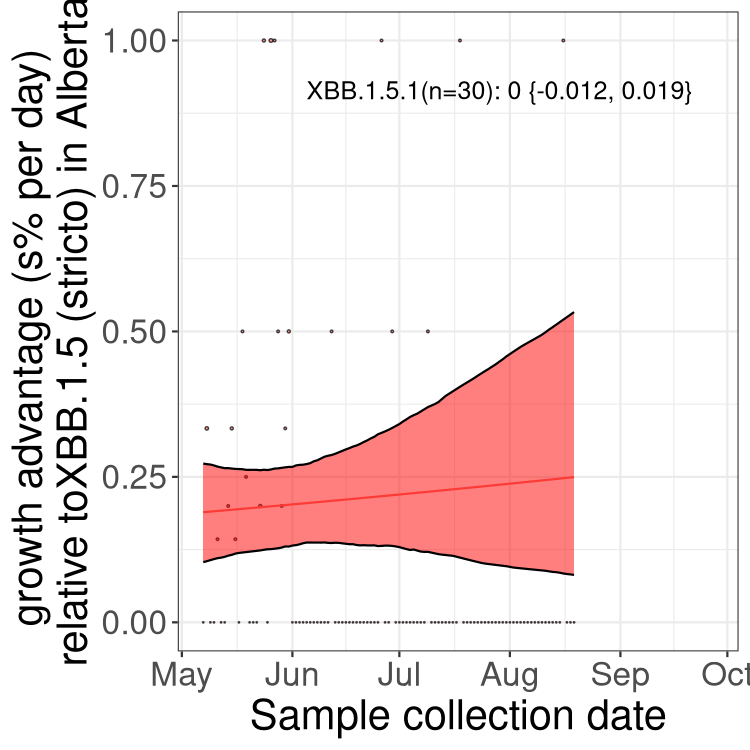 growth advantage (s% per day)
relative toXBB.1.5 (stricto) in Alberta
1.00
0.75
0.50
0.25
0.00
XBB.1.5.1(n=30): 0 {-0.012, 0.019}
May Jun Jul Aug Sep Oct
Sample collection date